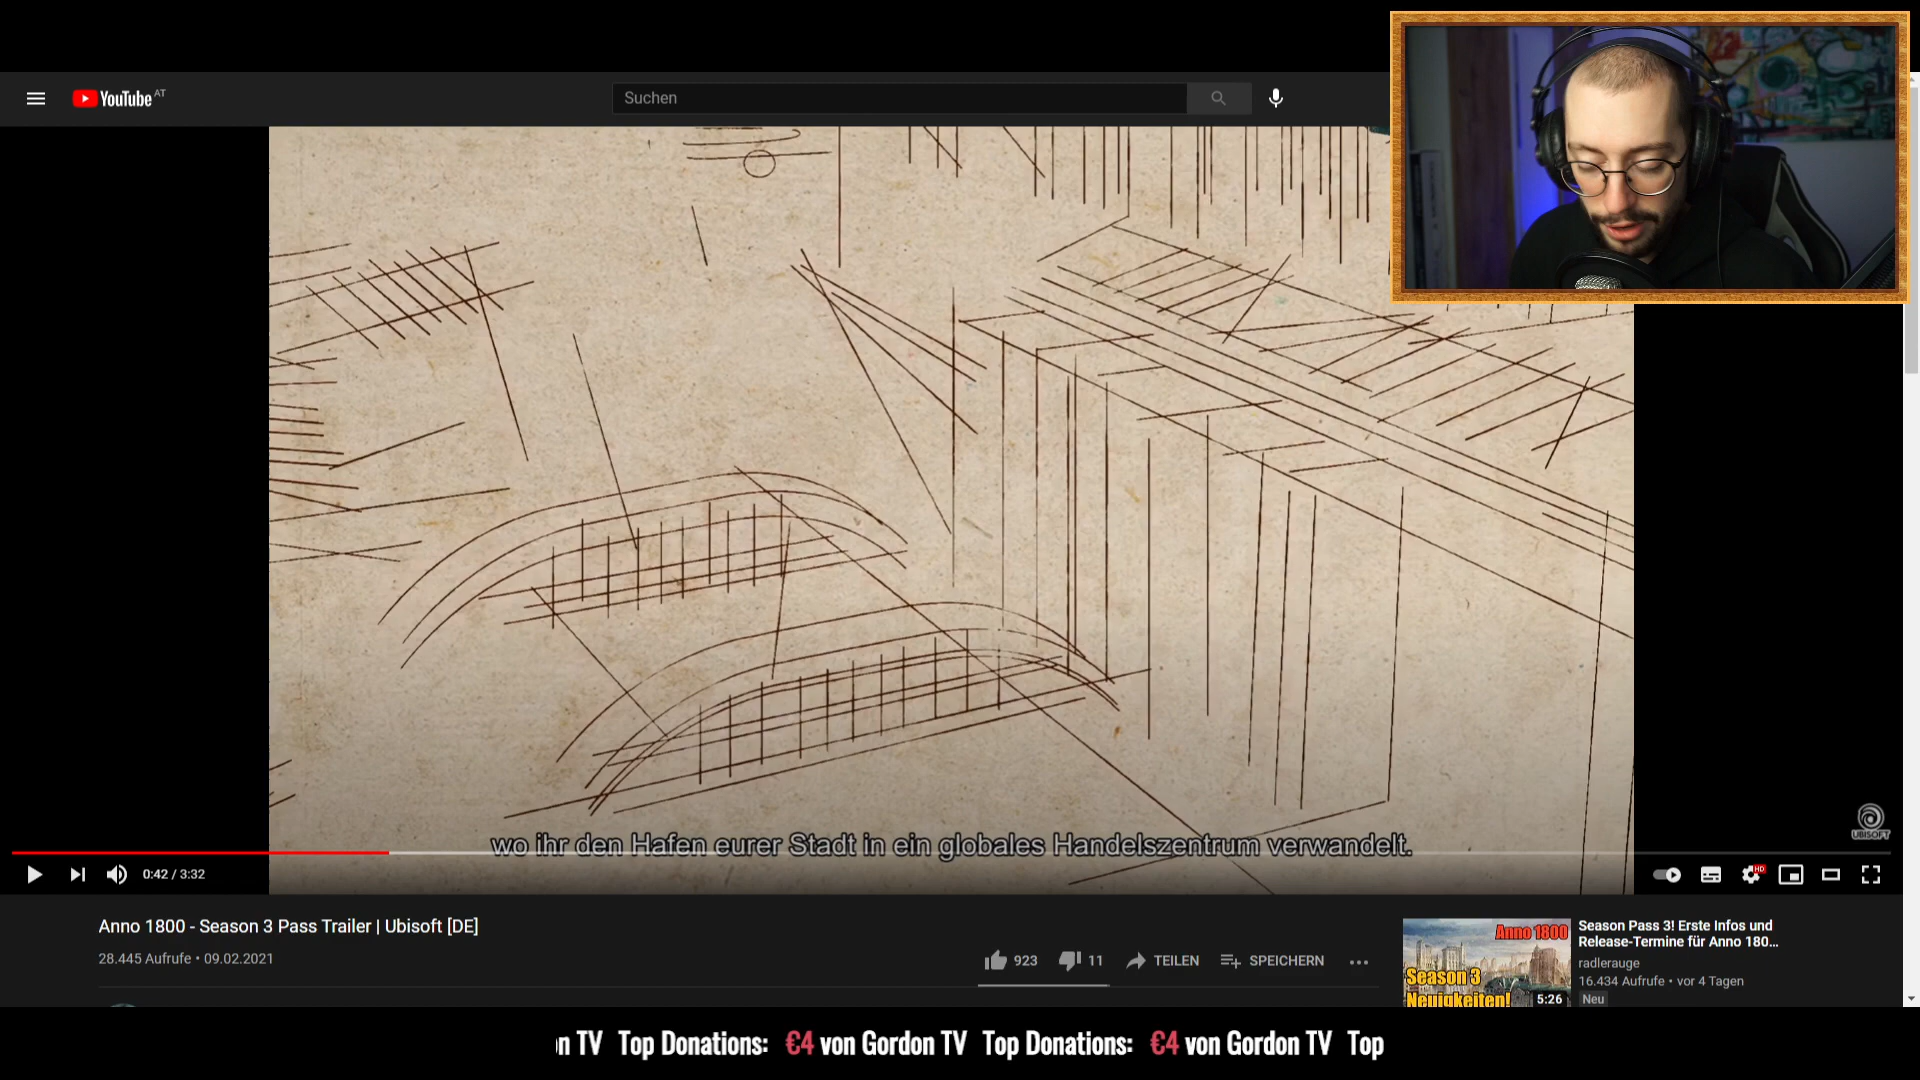 YouTube AT
Suchen
UBISOFT
wo ihr den Hafen eurer Stadt in ein globales Handelszentrum verwandelt.
0:42 / 3:32
HD
Anno 1800 - Season 3 Pass Trailer | Ubisoft [DE]
28.445 Aufrufe • 09.02.2021
923
11
TEILEN
SPEICHERN
Anno 1800
Season 3
Neuigkeiten!
5:26
Season Pass 3! Erste Infos und
Release-Termine für Anno 180...
radlerauge
16.434 Aufrufe • vor 4 Tagen
Neu
n TV Top Donations: €4 von Gordon TV Top Donations: €4 von Gordon TV Top